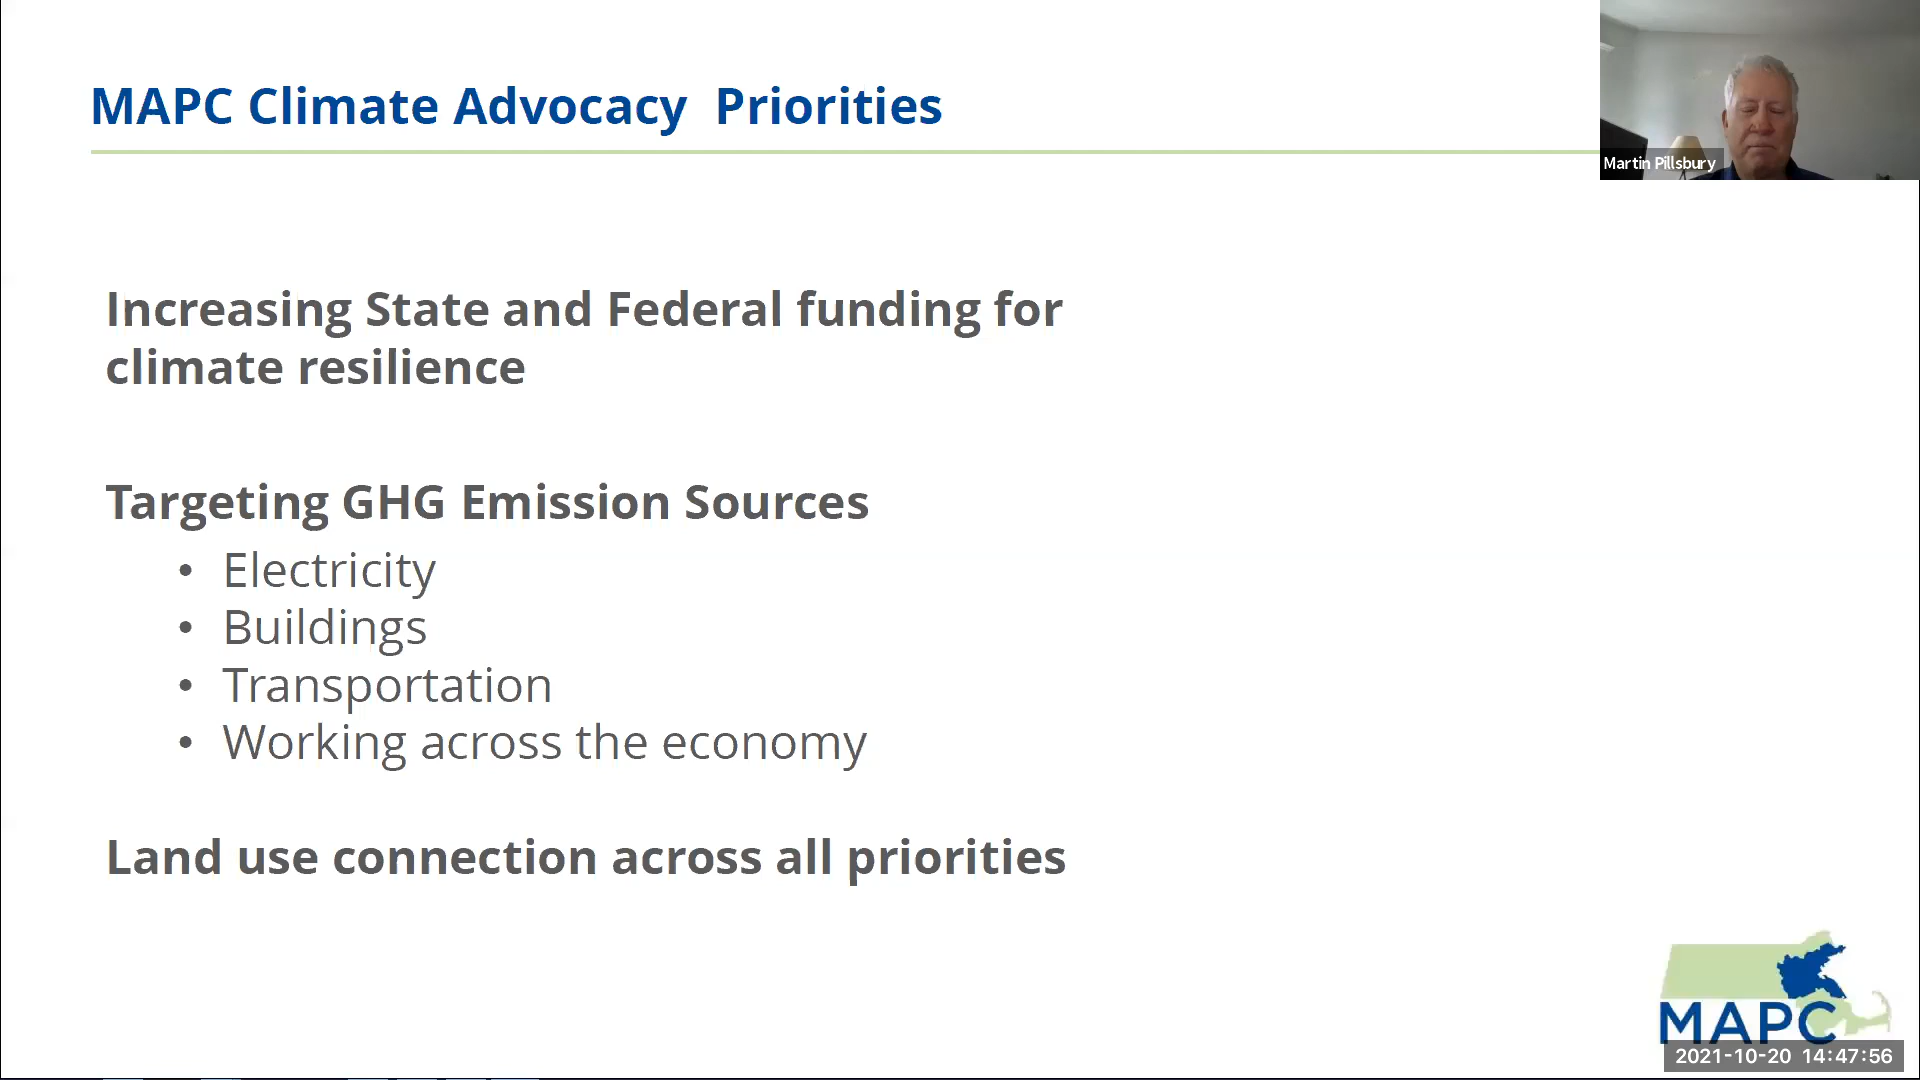 MAPC Climate Advocacy  Priorities
Martin Pillsbury
Increasing State and Federal funding for
climate resilience
Targeting GHG Emission Sources
• Electricity
• Buildings
• Transportation
• Working across the economy
Land use connection across all priorities
MAPC
2021-10-20 14:47:56